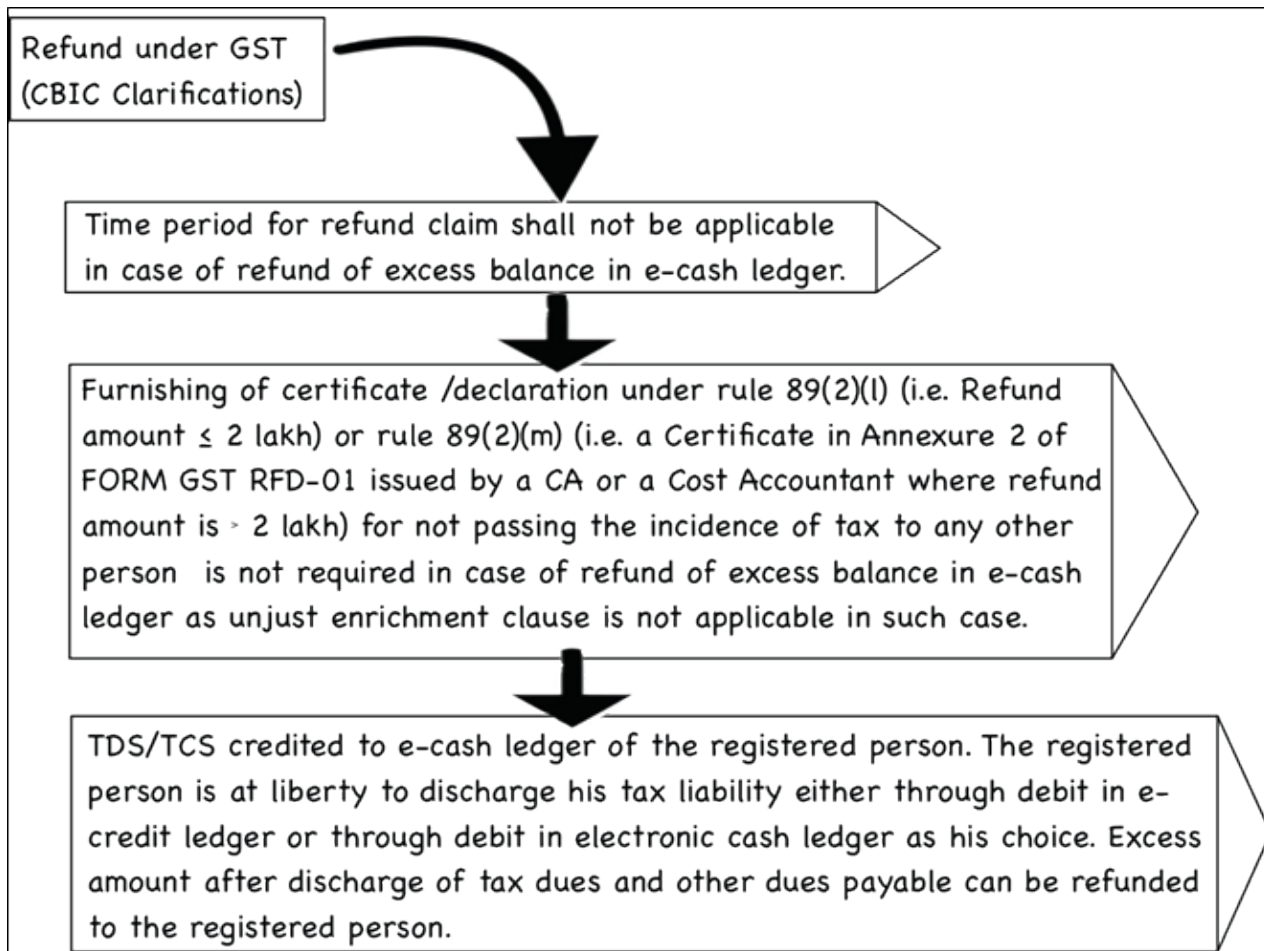 Refund under GST
(CBIC Clarifications)
Time period for refund claim shall not be applicable
in case of refund of excess balance in e-cash ledger.
Furnishing of certificate /declaration under rule 89(2)(l) (i.e. Refund
amount ≤ 2 lakh) or rule 89(2)(m) (i.e. a Certificate in Annexure 2 of
FORM GST RFD-01 issued by a CA or a Cost Accountant where refund
amount is > 2 lakh) for not passing the incidence of tax to any other
person is not required in case of refund of excess balance in e-cash
ledger as unjust enrichment clause is not applicable in such case.
TDS/TCS credited to e-cash ledger of the registered person. The registered
person is at liberty to discharge his tax liability either through debit in e-
credit ledger or through debit in electronic cash ledger as his choice. Excess
amount after discharge of tax dues and other dues payable can be refunded
to the registered person.